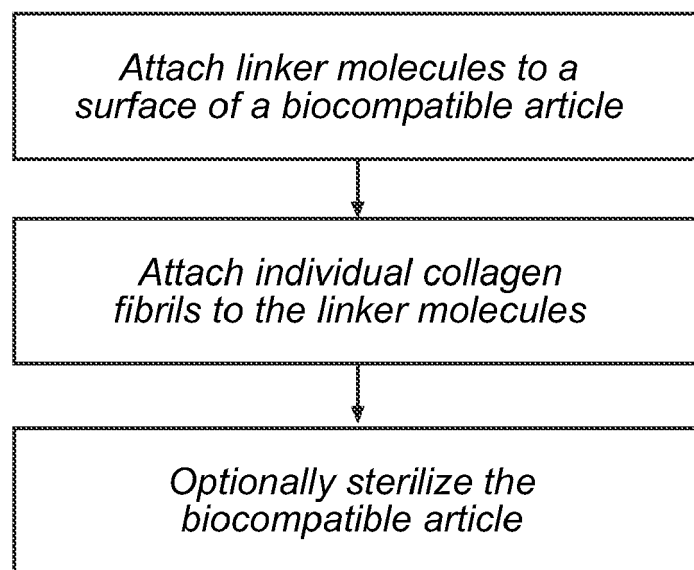 Attach linker molecules to a
surface of a biocompatible article
Attach individual collagen
fibrils to the linker molecules
Optionally sterilize the
biocompatible article